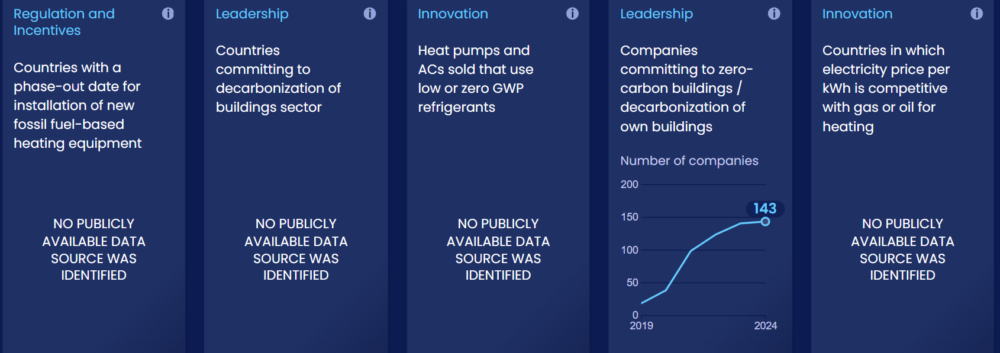 Regulation and
Incentives
Countries with a
phase-out date for
installation of new
fossil fuel-based
heating equipment
NO PUBLICLY
AVAILABLE DATA
SOURCE WAS
IDENTIFIED
Leadership
Countries
committing to
decarbonization of
buildings sector
NO PUBLICLY
AVAILABLE DATA
SOURCE WAS
IDENTIFIED
Innovation
Heat pumps and
ACs sold that use
low or zero GWP
refrigerants
NO PUBLICLY
AVAILABLE DATA
SOURCE WAS
IDENTIFIED
Leadership
Companies
committing to zero-
carbon buildings /
decarbonization of
own buildings
Number of companies
200
143
150
100
50
0
2019 2024
Innovation
Countries in which
electricity price per
kWh is competitive
with gas or oil for
heating
NO PUBLICLY
AVAILABLE DATA
SOURCE WAS
IDENTIFIED